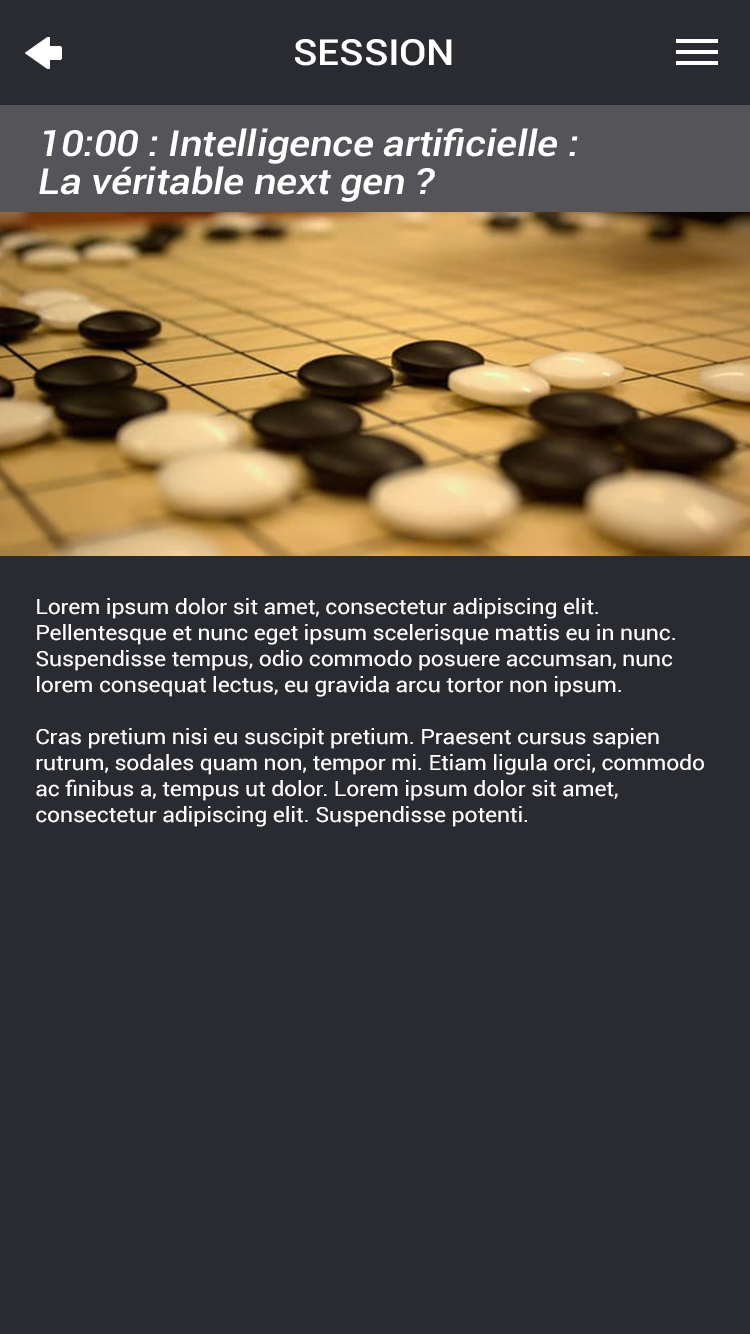 SESSION
10:00 : Intelligence artificielle :
La véritable next gen ?
Lorem ipsum dolor sit amet, consectetur adipiscing elit.
Pellentesque et nunc eget ipsum scelerisque mattis eu in nunc.
Suspendisse tempus, odio commodo posuere accumsan, nunc
lorem consequat lectus, eu gravida arcu tortor non ipsum.
Cras pretium nisi eu suscipit pretium. Praesent cursus sapien
rutrum, sodales quam non, tempor mi. Etiam ligula orci, commodo
ac finibus a, tempus ut dolor. Lorem ipsum dolor sit amet,
consectetur adipiscing elit. Suspendisse potenti.